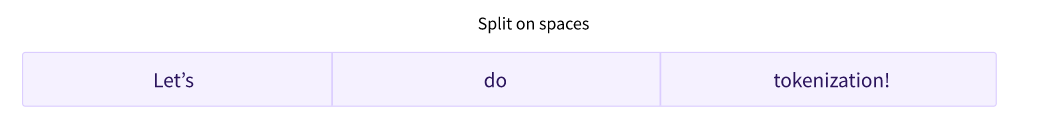 Split on spaces
Let’s do tokenization!